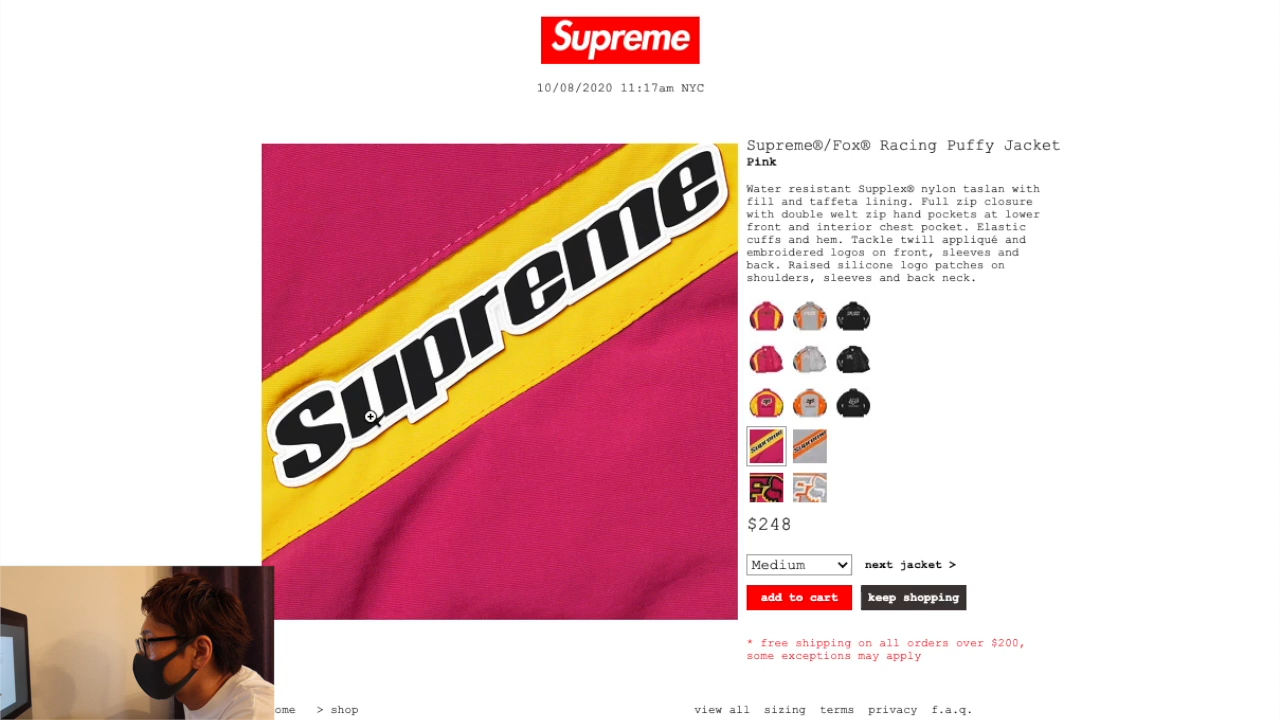 Supreme
10/08/2020 11:17am NYC
Supreme®/Fox® Racing Puffy Jacket
Pink
Water resistant Supplex® nylon taslan with
fill and taffeta lining. Full zip closure
with double welt zip hand pockets at lower
front and interior chest pocket. Elastic
cuffs and hem. Tackle twill appliqué and
embroidered logos on front, sleeves and
back. Raised silicone logo patches on
shoulders, sleeves and back neck.
Supreme
$248
Medium
next jacket >
add to cart
keep shopping
* free shipping on all orders over $200,
some exceptions may apply
ome > shop
view all sizing terms privacy f.a.q.